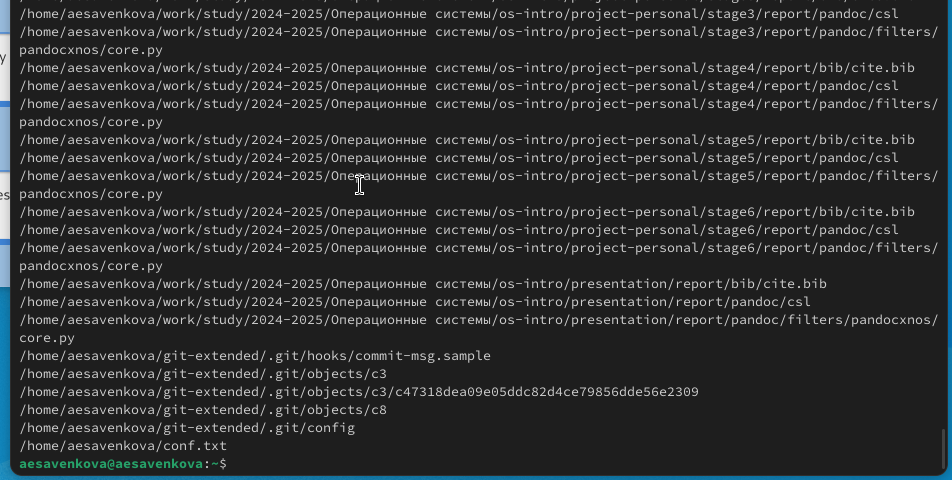 /home/aesavenkova/work/study/2024-2025/Операционные системы/os-intro/project-personal/stage3/report/pandoc/csl
/home/aesavenkova/work/study/2024-2025/Операционные системы/os-intro/project-personal/stage3/report/pandoc/filters/
pandocxnos/core.py
/home/aesavenkova/work/study/2024-2025/Операционные системы/os-intro/project-personal/stage4/report/bib/cite.bib
/home/aesavenkova/work/study/2024-2025/Операционные системы/os-intro/project-personal/stage4/report/pandoc/csl
/home/aesavenkova/work/study/2024-2025/Операционные системы/os-intro/project-personal/stage4/report/pandoc/filters/
pandocxnos/core.py
/home/aesavenkova/work/study/2024-2025/Операционные системы/os-intro/project-personal/stage5/report/bib/cite.bib
/home/aesavenkova/work/study/2024-2025/Операционные системы/os-intro/project-personal/stage5/report/pandoc/csl
/home/aesavenkova/work/study/2024-2025/Операционные системы/os-intro/project-personal/stage5/report/pandoc/filters/
pandocxnos/core.py
/home/aesavenkova/work/study/2024-2025/Операционные системы/os-intro/project-personal/stage6/report/bib/cite.bib
/home/aesavenkova/work/study/2024-2025/Операционные системы/os-intro/project-personal/stage6/report/pandoc/csl
/home/aesavenkova/work/study/2024-2025/Операционные системы/os-intro/project-personal/stage6/report/pandoc/filters/
pandocxnos/core.py
/home/aesavenkova/work/study/2024-2025/Операционные системы/os-intro/presentation/report/bib/cite.bib
/home/aesavenkova/work/study/2024-2025/Операционные системы/os-intro/presentation/report/pandoc/csl
/home/aesavenkova/work/study/2024-2025/Операционные системы/os-intro/presentation/report/pandoc/filters/pandocxnos/
core.py
/home/aesavenkova/git-extended/.git/hooks/commit-msg.sample
/home/aesavenkova/git-extended/.git/objects/c3
/home/aesavenkova/git-extended/.git/objects/c3/c47318dea09e05ddc82d4ce79856dde56e2309
/home/aesavenkova/git-extended/.git/objects/c8
/home/aesavenkova/git-extended/.git/config
/home/aesavenkova/conf.txt
aesavenkova@aesavenkova:~$